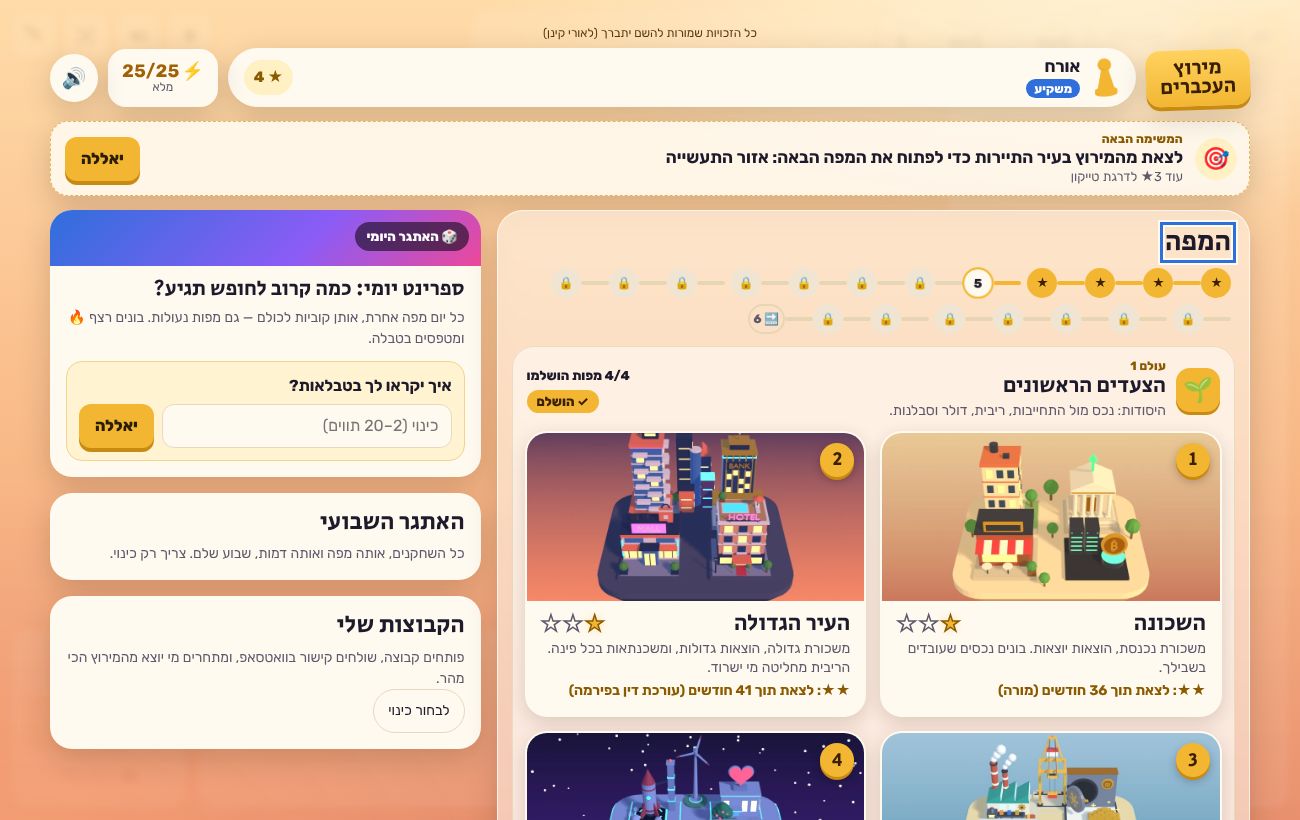 כל הזכויות שמורות להשם יתברך (לאורי קינן)
מירוץ
העכברים
אורח
משקיע
★ 4
⚡ 25/25
מלא
🔊
המשימה הבאה
לצאת מהמירוץ בעיר התיירות כדי לפתוח את המפה הבאה: אזור התעשייה
עוד 3★ לדרגת טייקון
יאללה
המפה
5
6
עולם 1
הצעדים הראשונים
היסודות: נכס מול התחייבות, ריבית, דולר וסבלנות.
4/4 מפות הושלמו
✓ הושלם
1
השכונה
משכורת נכנסת, הוצאות יוצאות. בונים נכסים שעובדים
בשבילך.
★★: לצאת תוך 36 חודשים (מורה)
2
BANK
HOTEL
העיר הגדולה
משכורת גדולה, הוצאות גדולות, ומשכנתאות בכל פינה.
הריבית מחליטה מי ישרוד.
★★: לצאת תוך 41 חודשים (עורכת דין בפירמה)
3
4
🎲 האתגר היומי
ספרינט יומי: כמה קרוב לחופש תגיע?
כל יום מפה אחרת, אותן קוביות לכולם — גם מפות נעולות. בונים רצף 🔥
ומטפסים בטבלה.
איך יקראו לך בטבלאות?
כינוי (2–20 תווים)
יאללה
האתגר השבועי
כל השחקנים, אותה מפה ואותה דמות, שבוע שלם. צריך רק כינוי.
הקבוצות שלי
פותחים קבוצה, שולחים קישור בוואטסאפ, ומתחרים מי יוצא מהמירוץ הכי
מהר.
לבחור כינוי